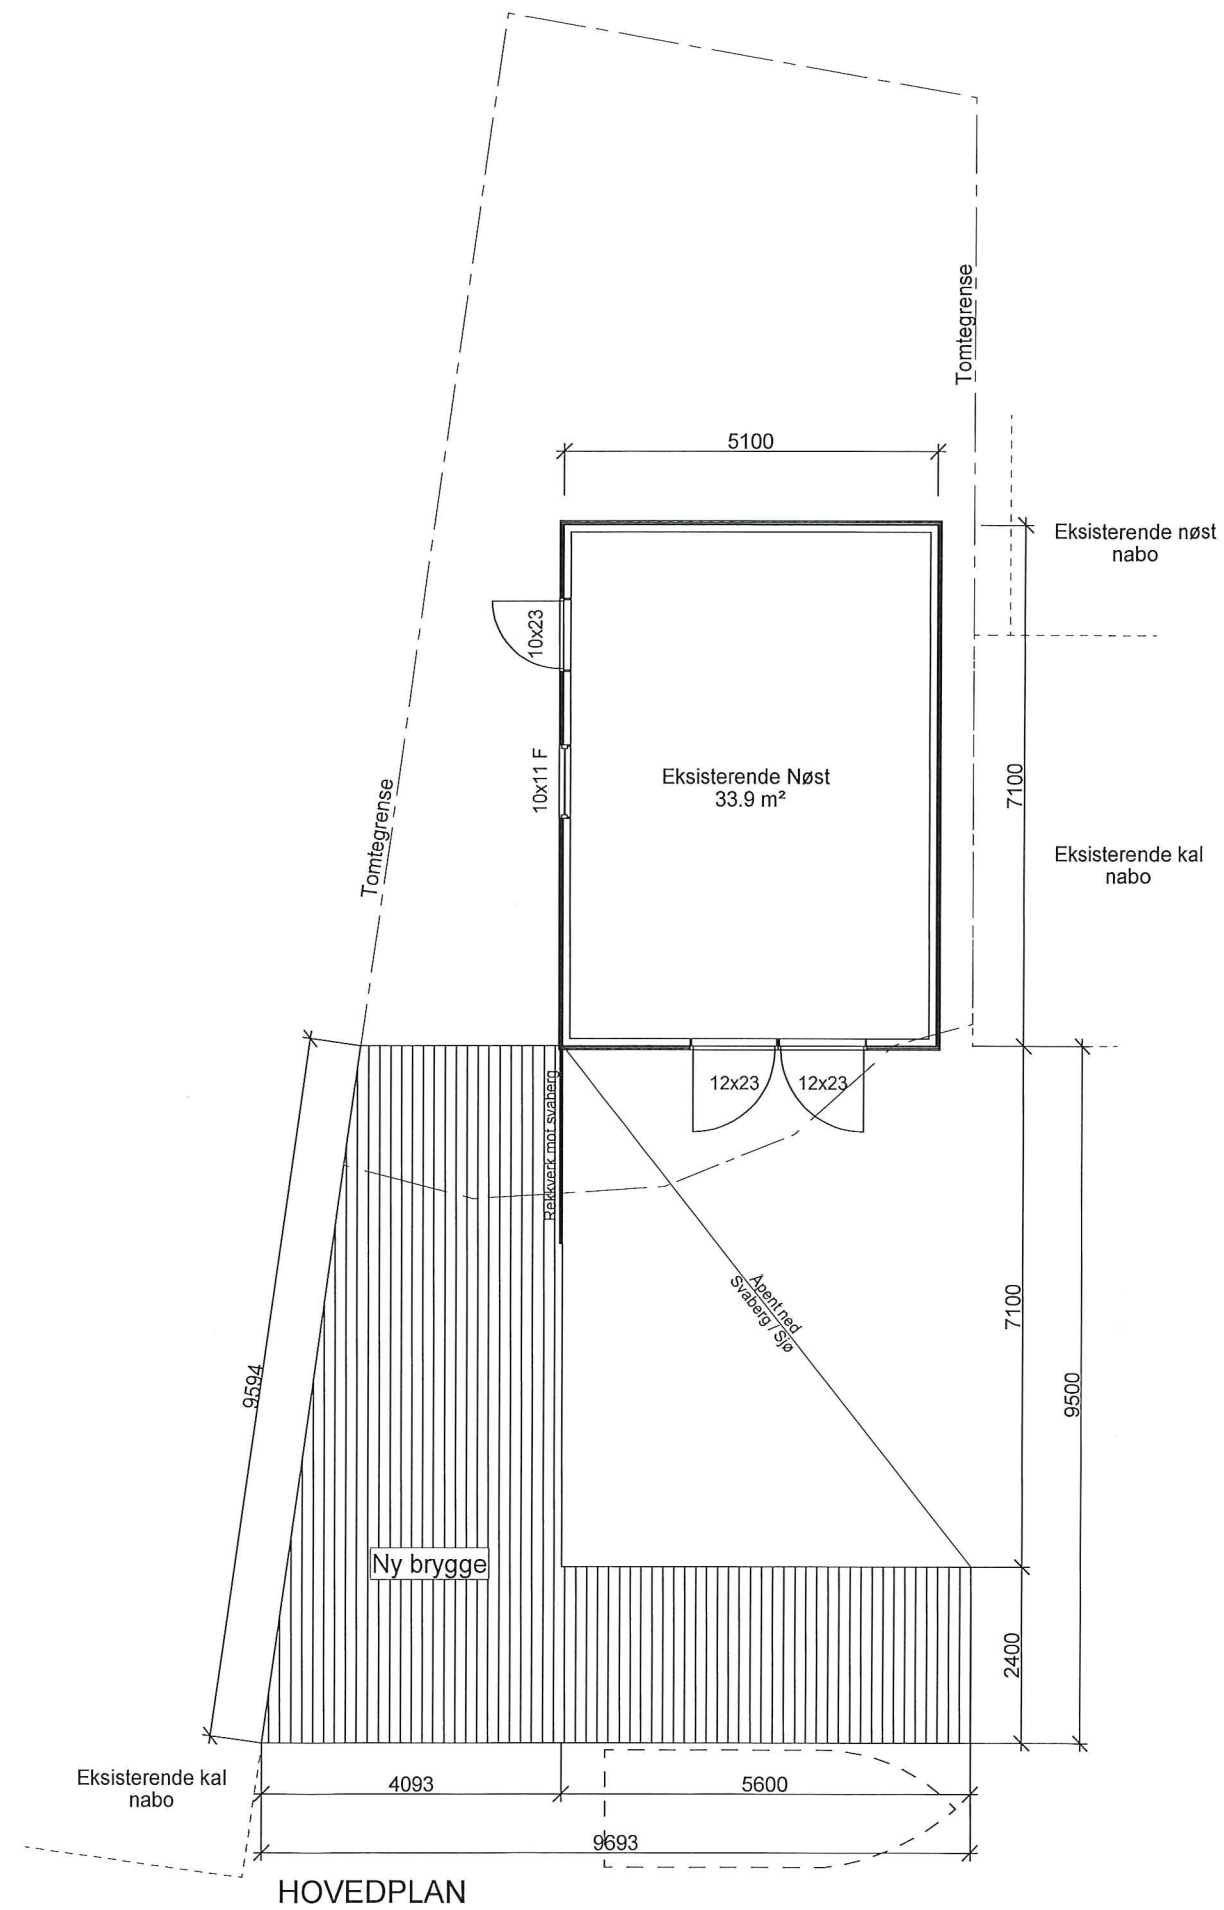 Tomtegrense
5100
Eksisterende nøst
nabo
10x23
10x11 F
Eksisterende Nøst
33.9 m²
7100
Tomtegrense
Eksisterende kal
nabo
12x23
12x23
Rekkverk mot svaberg
Åpent ned
Svaberg / Sjø
7100
9500
9594
Ny brygge
2400
Eksisterende kal
nabo
4093
5600
9693
HOVEDPLAN